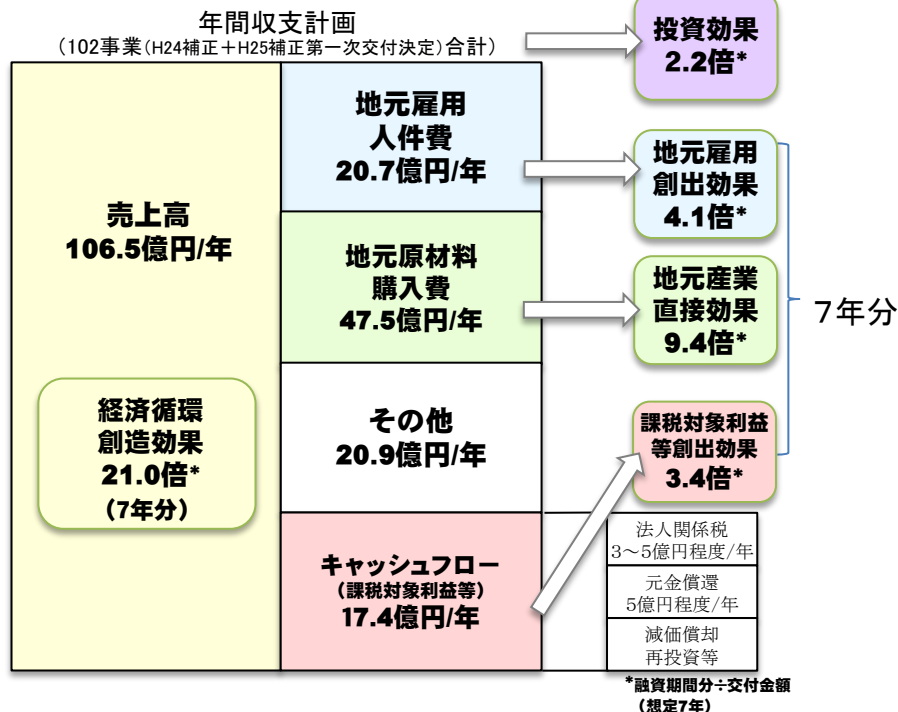 年間収支計画
（102事業（H24補正＋H25補正第一次交付決定）合計）
投資効果
2.2倍*
売上高
106.5億円/年
経済循環
創造効果
21.0倍*
（7年分）
地元雇用
人件費
20.7億円/年
地元原材料
購入費
47.5億円/年
その他
20.9億円/年
キャッシュフロー
（課税対象利益等）
17.4億円/年
地元雇用
創出効果
4.1倍*
地元産業
直接効果
9.4倍*
課税対象利益
等創出効果
3.4倍*
７年分
法人関係税
3～5億円程度/年
元金償還
5億円程度/年
減価償却
再投資等
*融資期間分÷交付金額
（想定7年）